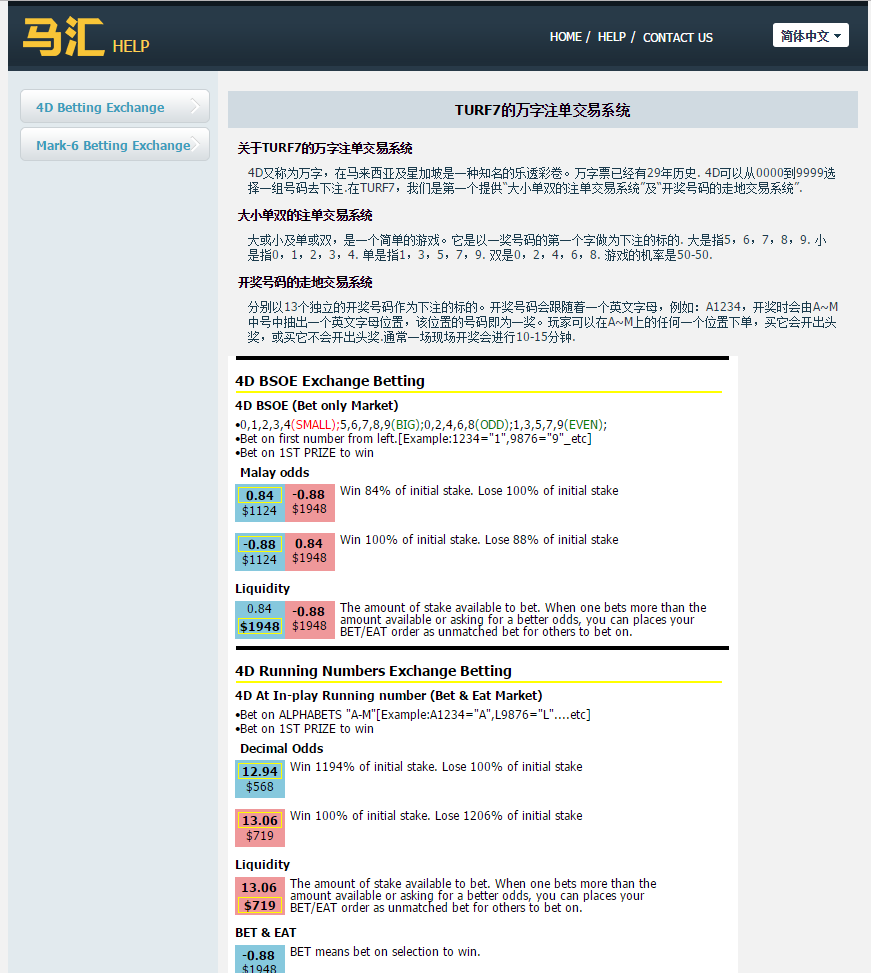 马汇 HELP
HOME / HELP / CONTACT US
简体中文
4D Betting Exchange
Mark-6 Betting Exchange
TURF7的万字注单交易系统
关于TURF7的万字注单交易系统
4D又称为万字，在马来西亚及星加坡是一种知名的乐透彩卷。万字票已经有29年历史. 4D可以从0000到9999选
择一组号码去下注.在TURF7，我们是第一个提供“大小单双的注单交易系统”及“开奖号码的走地交易系统”.
大小单双的注单交易系统
大或小及单或双，是一个简单的游戏。它是以一奖号码的第一个字做为下注的标的. 大是指5，6，7，8，9. 小
是指0，1，2，3，4. 单是指1，3，5，7，9. 双是0，2，4，6，8. 游戏的机率是50-50.
开奖号码的走地交易系统
分别以13个独立的开奖号码作为下注的标的。开奖号码会跟随着一个英文字母，例如：A1234，开奖时会由A~M
中号中抽出一个英文字母位置，该位置的号码即为一奖。玩家可以在A~M上的任何一个位置下单，买它会开出头
奖，或买它不会开出头奖.通常一场现场开奖会进行10-15分钟.
4D BSOE Exchange Betting
4D BSOE (Bet only Market)
•0,1,2,3,4(SMALL);5,6,7,8,9(BIG);0,2,4,6,8(ODD);1,3,5,7,9(EVEN);
•Bet on first number from left.[Example:1234="1",9876="9"_etc]
•Bet on 1ST PRIZE to win
Malay odds
0.84 -0.88 Win 84% of initial stake. Lose 100% of initial stake
$1124 $1948
-0.88 0.84 Win 100% of initial stake. Lose 88% of initial stake
$1124 $1948
Liquidity
0.84 -0.88 The amount of stake available to bet. When one bets more than the
amount available or asking for a better odds, you can places your
$1948 $1948 BET/EAT order as unmatched bet for others to bet on.
4D Running Numbers Exchange Betting
4D At In-play Running number (Bet & Eat Market)
•Bet on ALPHABETS "A-M"[Example:A1234="A",L9876="L"....etc]
•Bet on 1ST PRIZE to win
Decimal Odds
12.94 Win 1194% of initial stake. Lose 100% of initial stake
$568
13.06 Win 100% of initial stake. Lose 1206% of initial stake
$719
Liquidity
13.06 The amount of stake available to bet. When one bets more than the
amount available or asking for a better odds, you can places your
$719 BET/EAT order as unmatched bet for others to bet on.
BET & EAT
-0.88 BET means bet on selection to win.
$1948